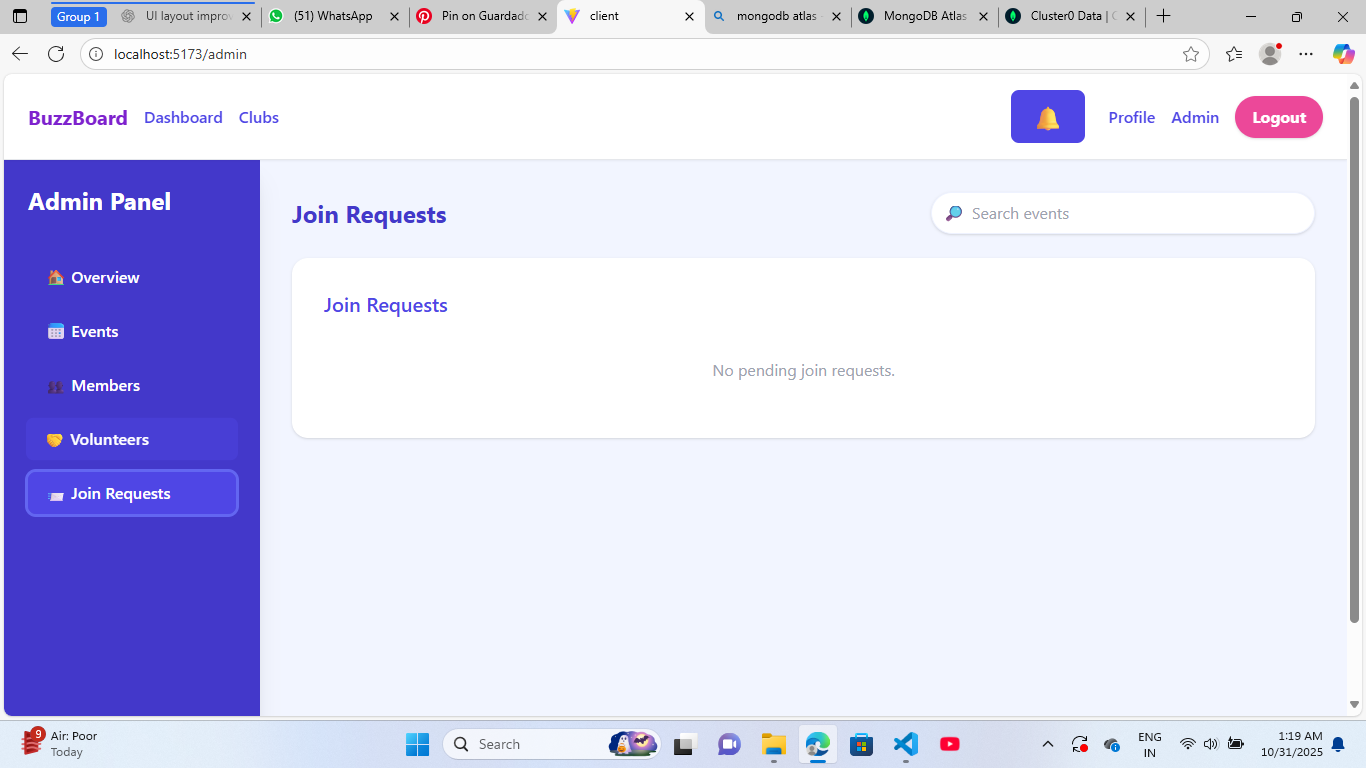 Group 1
UI layout improv
(51) WhatsApp
Pin on Guardado
client
mongodb atlas
MongoDB Atlas
Cluster0 Data |
localhost:5173/admin
BuzzBoard Dashboard Clubs Profile Admin Logout
Admin Panel
Overview
Events
Members
Volunteers
Join Requests
Join Requests
Search events
Join Requests
No pending join requests.
9
Air: Poor
Today
Search
ENG
IN
1:19 AM
10/31/2025